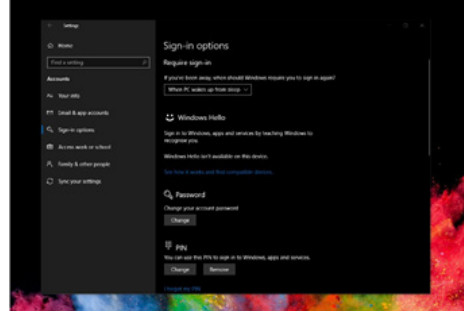 Settings
Home
Find a setting
Accounts
Your info
Email & app accounts
Sign-in options
Access work or school
Family & other people
Sync your settings
Sign-in options
Require sign-in
If you've been away, when should Windows require you to sign in again?
When PC wakes up from sleep
Windows Hello
Sign in to Windows, apps and services by teaching Windows to
recognize you.
Windows Hello isn't available on this device.
See how it works and find compatible devices.
Password
Change your account password
Change
PIN
You can use this PIN to sign in to Windows, apps and services.
Change Remove
I forgot my PIN